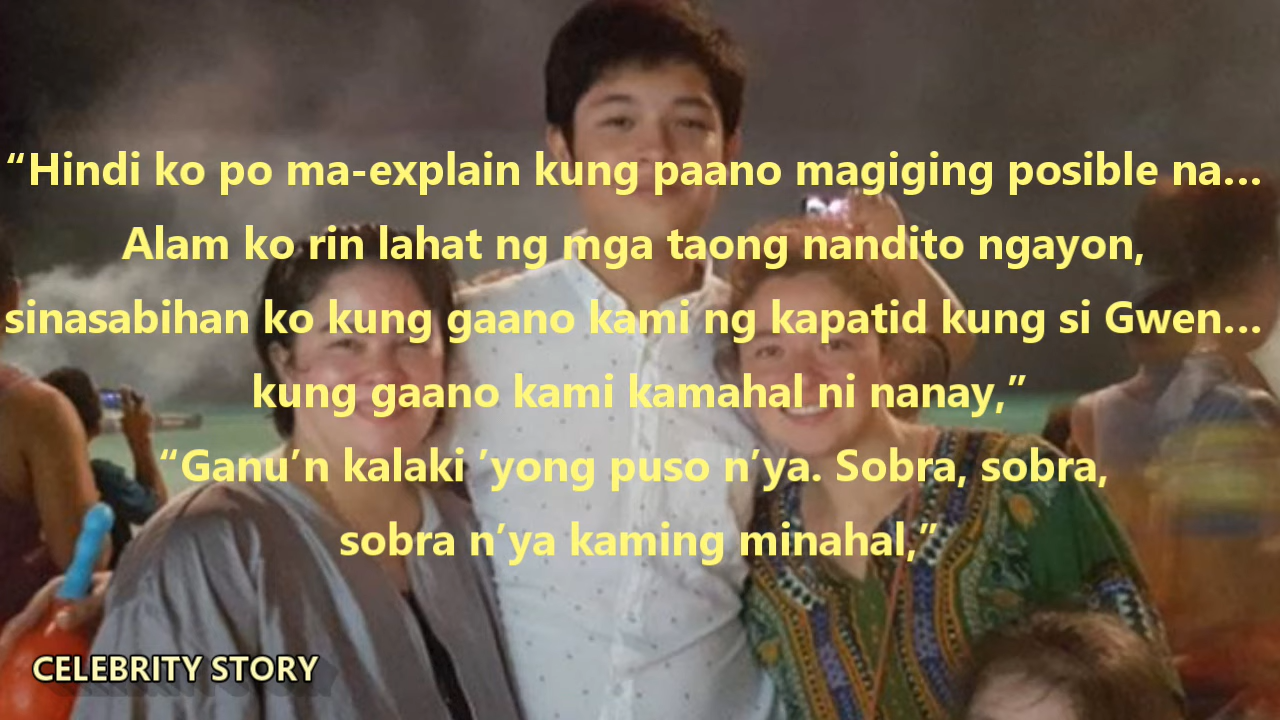 “Hindi ko po ma-explain kung paano magiging posible na...
Alam ko rin lahat ng mga taong nandito ngayon,
sinasabihan ko kung gaano kami ng kapatid kung si Gwen...
kung gaano kami kamahal ni nanay,”
“Ganu’n kalaki ’yong puso n’ya. Sobra, sobra,
sobra n’ya kaming minahal,”
CELEBRITY STORY